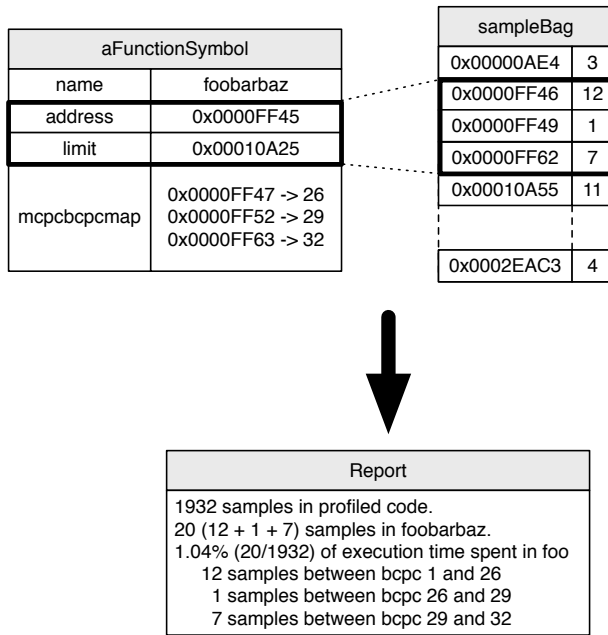 aFunctionSymbol
name foobarbaz
address 0x0000FF45
limit 0x00010A25
mcpcbcpcmap
0x0000FF47 -> 26
0x0000FF52 -> 29
0x0000FF63 -> 32
sampleBag
0x00000AE4 3
0x0000FF46 12
0x0000FF49 1
0x0000FF62 7
0x00010A55 11
0x0002EAC3 4
Report
1932 samples in profiled code.
20 (12 + 1 + 7) samples in foobarbaz.
1.04% (20/1932) of execution time spent in foo
12 samples between bcpc 1 and 26
1 samples between bcpc 26 and 29
7 samples between bcpc 29 and 32